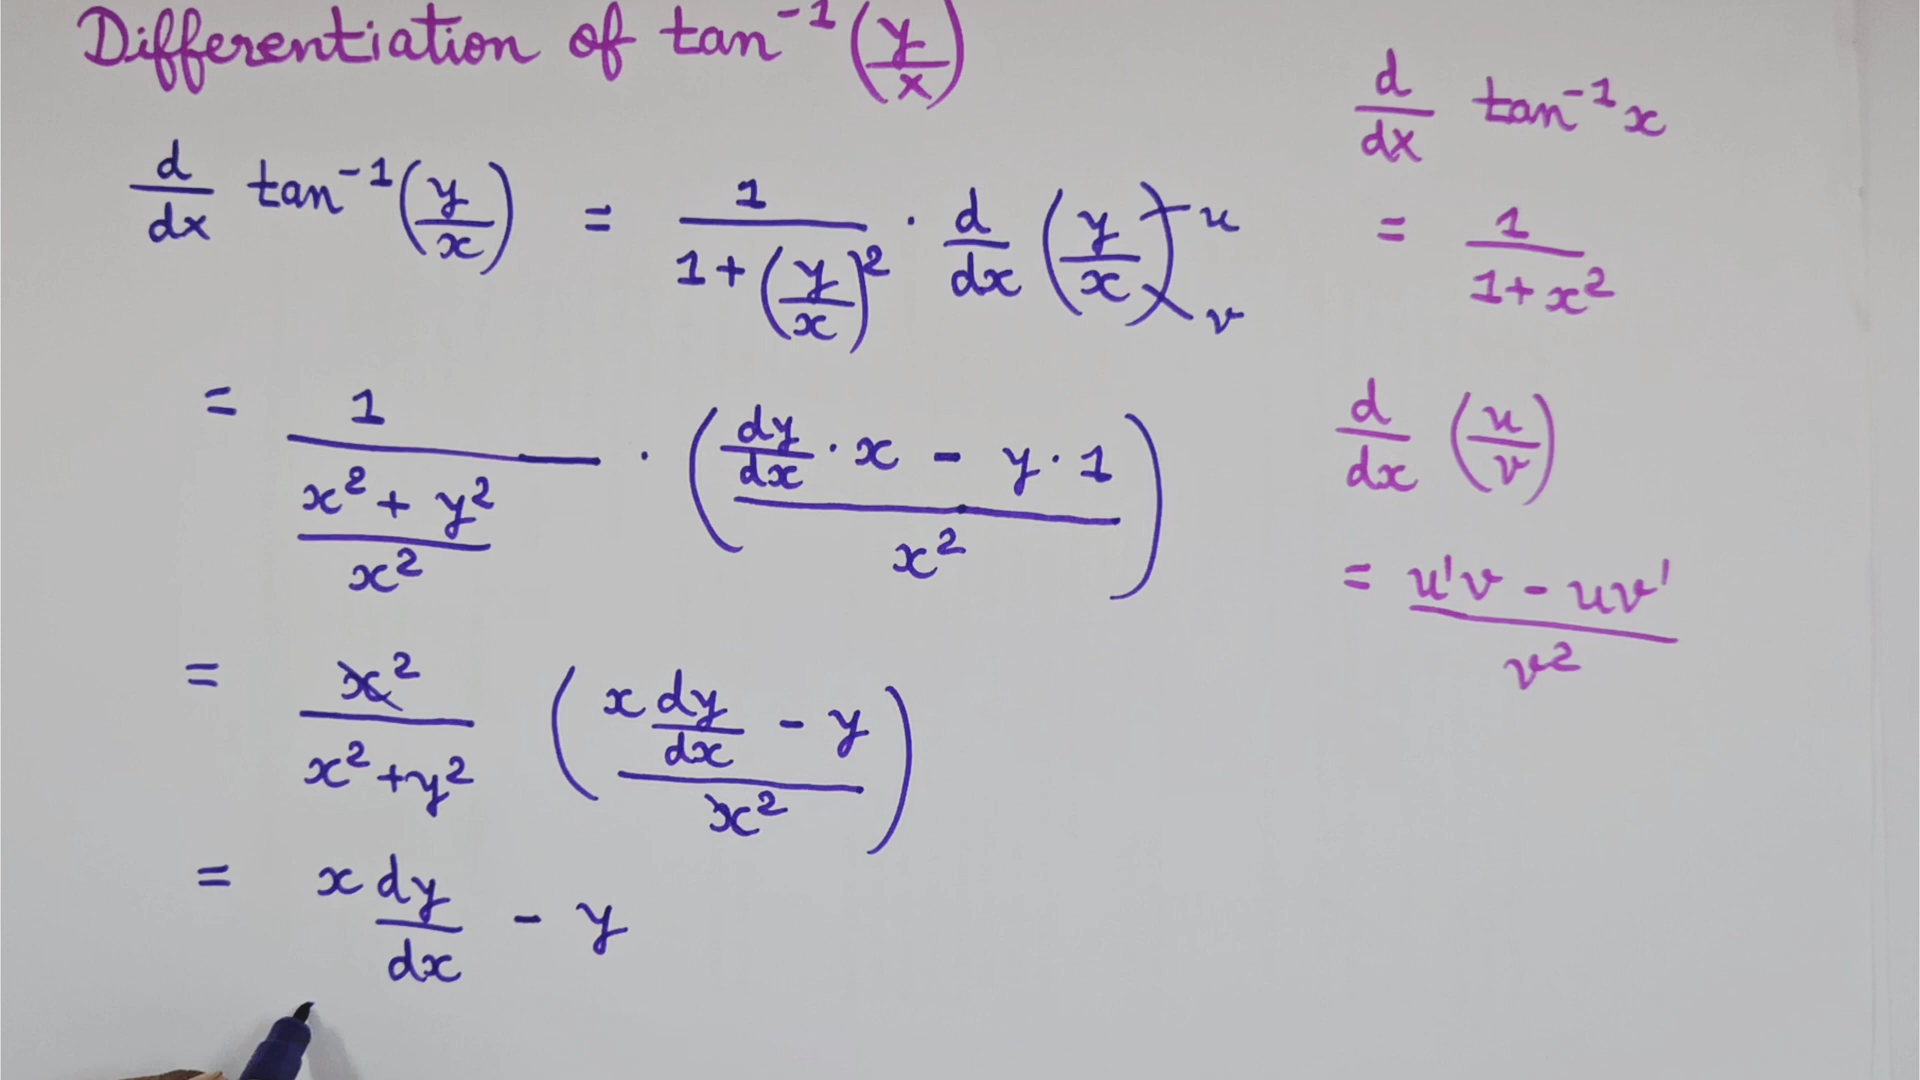 Differentiation of tan⁻¹(y/x)
d/dx tan⁻¹(y/x) = 1/(1+(y/x)²) · d/dx (y/x) u v
= 1/((x²+y²)/x²) · ((dy/dx · x - y·1)/x²)
= x²/(x²+y²) ((x dy/dx - y)/x²)
= x dy/dx - y
d/dx tan⁻¹x
= 1/(1+x²)
d/dx (u/v)
= (u'v - uv')/v²